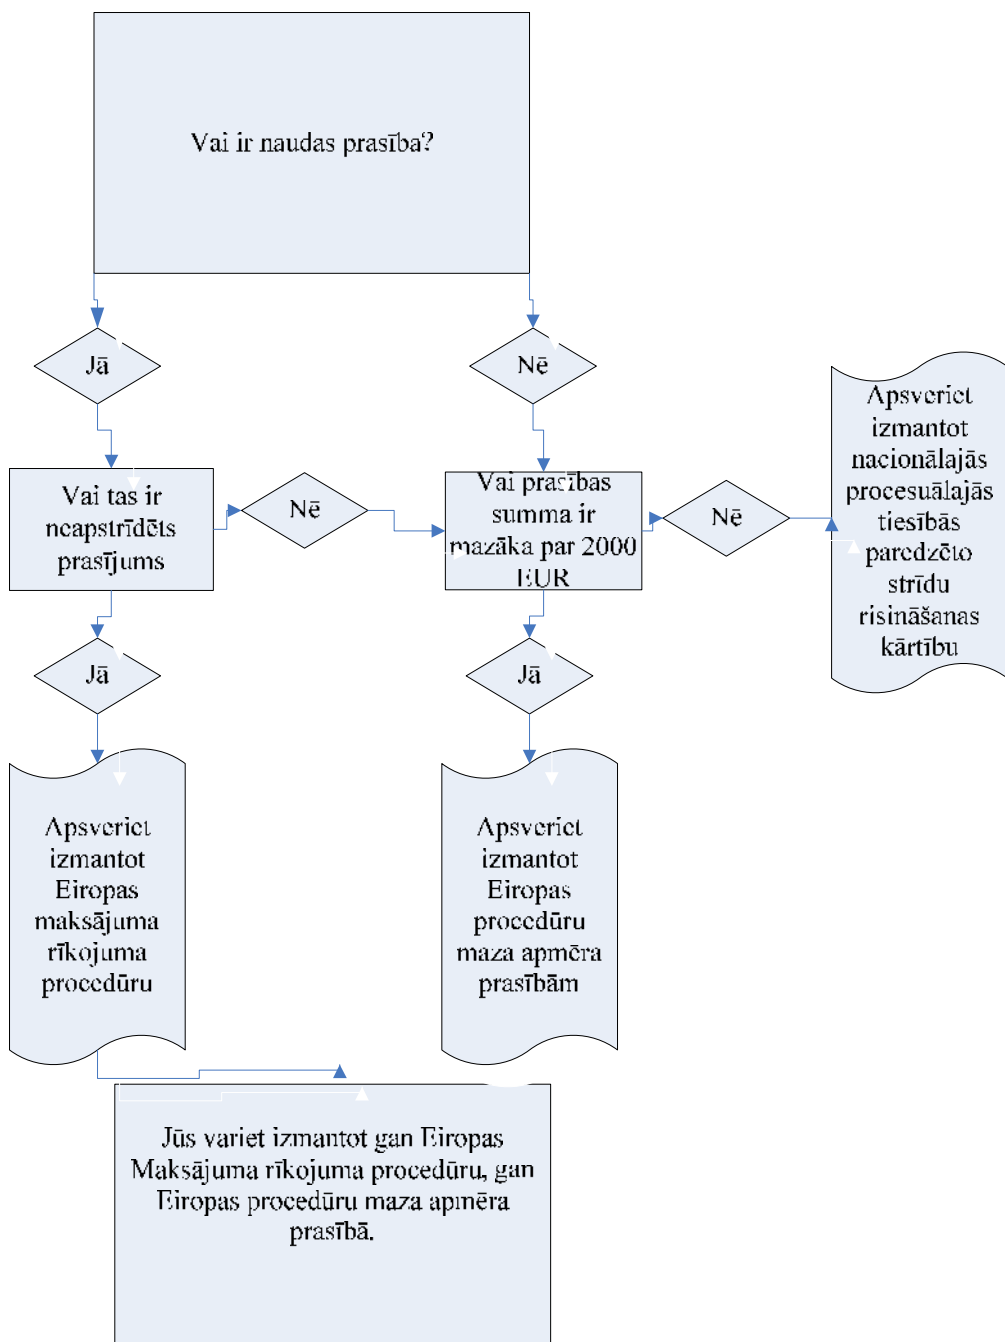 Vai ir naudas prasība?
Jā
Nē
Vai tas ir
neapstrīdēts
prasījums
Nē
Vai prasības
summa ir
mazāka par 2000
EUR
Nē
Apsveriet
izmantot
nacionālajās
procesuālajās
tiesībās
paredzēto
strīdu
risināšanas
kārtību
Jā
Jā
Apsveriet
izmantot
Eiropas
maksājuma
rīkojuma
procedūru
Apsveriet
izmantot
Eiropas
procedūru
maza apmēra
prasībām
Jūs variet izmantot gan Eiropas
Maksājuma rīkojuma procedūru, gan
Eiropas procedūru maza apmēra
prasībā.